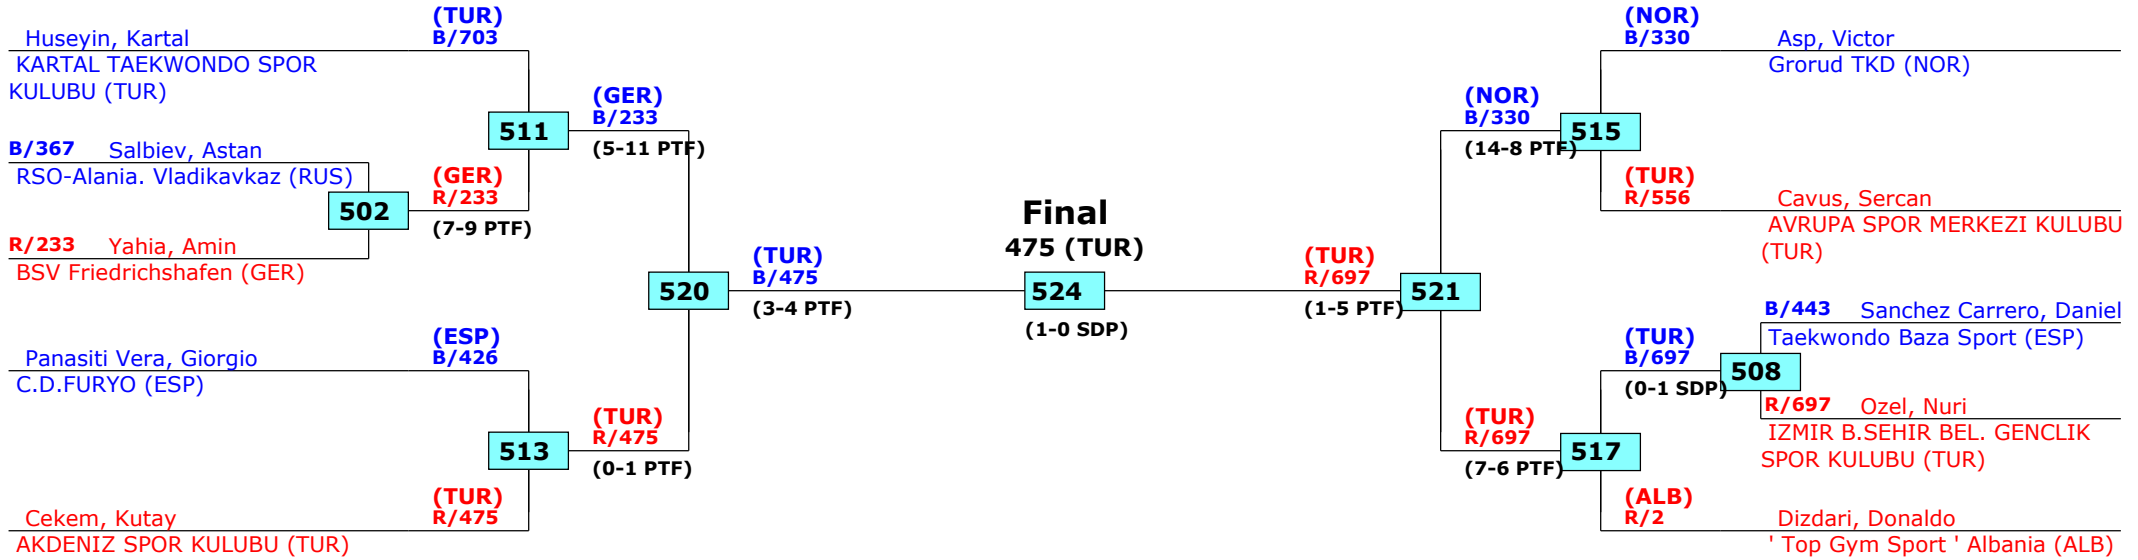 (TUR)
B/703
Huseyin, Kartal
KARTAL TAEKWONDO SPOR
KULUBU (TUR)
B/367 Salbiev, Astan
RSO-Alania. Vladikavkaz (RUS)
502
R/233 Yahia, Amin
BSV Friedrichshafen (GER)
(GER)
R/233
(7-9 PTF)
511
(GER)
B/233
(5-11 PTF)
(ESP)
B/426
Panasiti Vera, Giorgio
C.D.FURYO (ESP)
513
(TUR)
R/475
(0-1 PTF)
(TUR)
R/475
Cekem, Kutay
AKDENIZ SPOR KULUBU (TUR)
520
(TUR)
B/475
(3-4 PTF)
Final
475 (TUR)
524
(1-0 SDP)
(TUR)
R/697
(1-5 PTF)
521
(NOR)
B/330
(14-8 PTF)
515
(NOR)
B/330
Asp, Victor
Grorud TKD (NOR)
(TUR)
R/556
Cavus, Sercan
AVRUPA SPOR MERKEZI KULUBU
(TUR)
B/443 Sanchez Carrero, Daniel
Taekwondo Baza Sport (ESP)
508
(TUR)
B/697
(0-1 SDP)
R/697 Ozel, Nuri
IZMIR B.SEHIR BEL. GENCLIK
SPOR KULUBU (TUR)
(TUR)
R/697
(7-6 PTF)
517
(ALB)
R/2
Dizdari, Donaldo
' Top Gym Sport ' Albania (ALB)